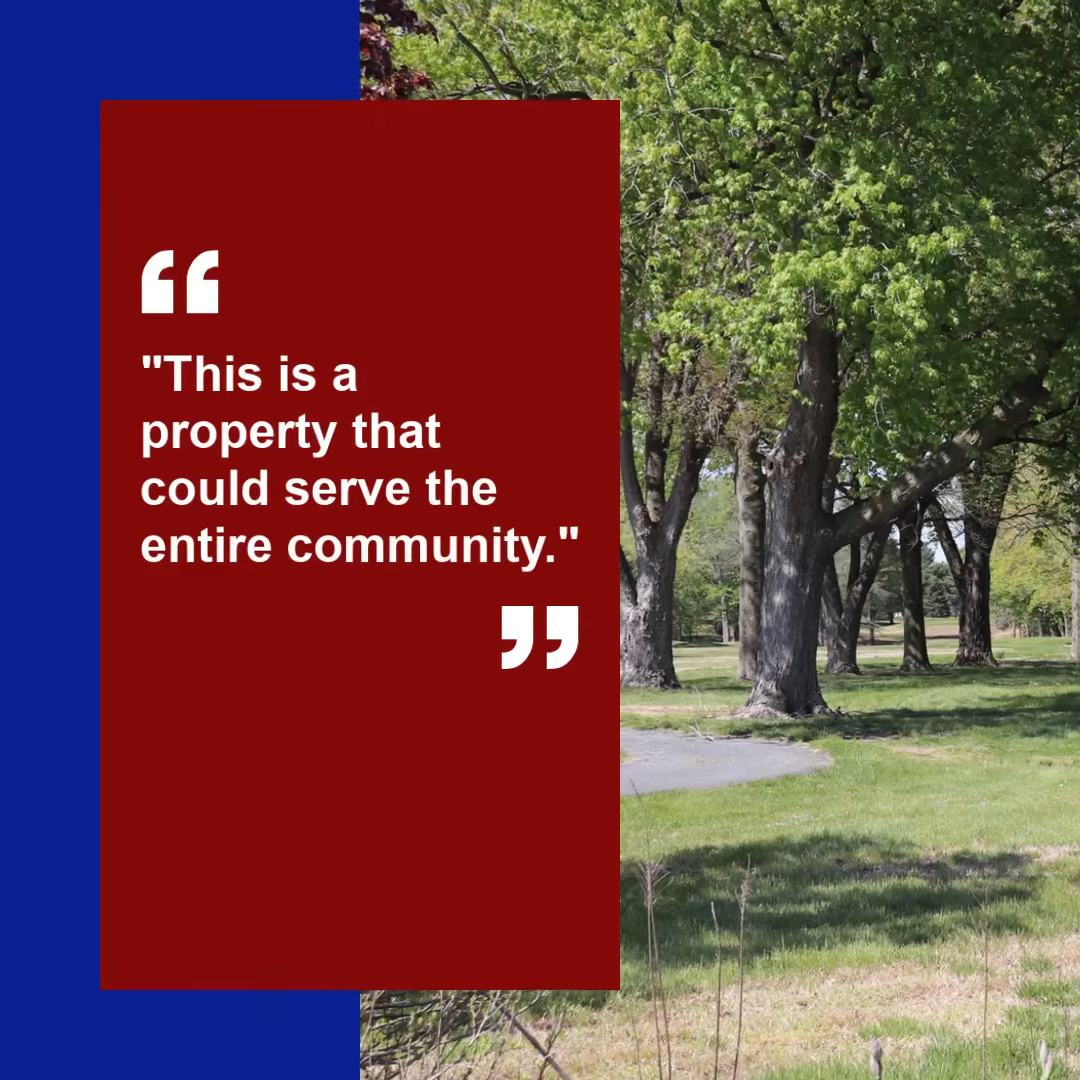 "This is a
property that
could serve the
entire community."